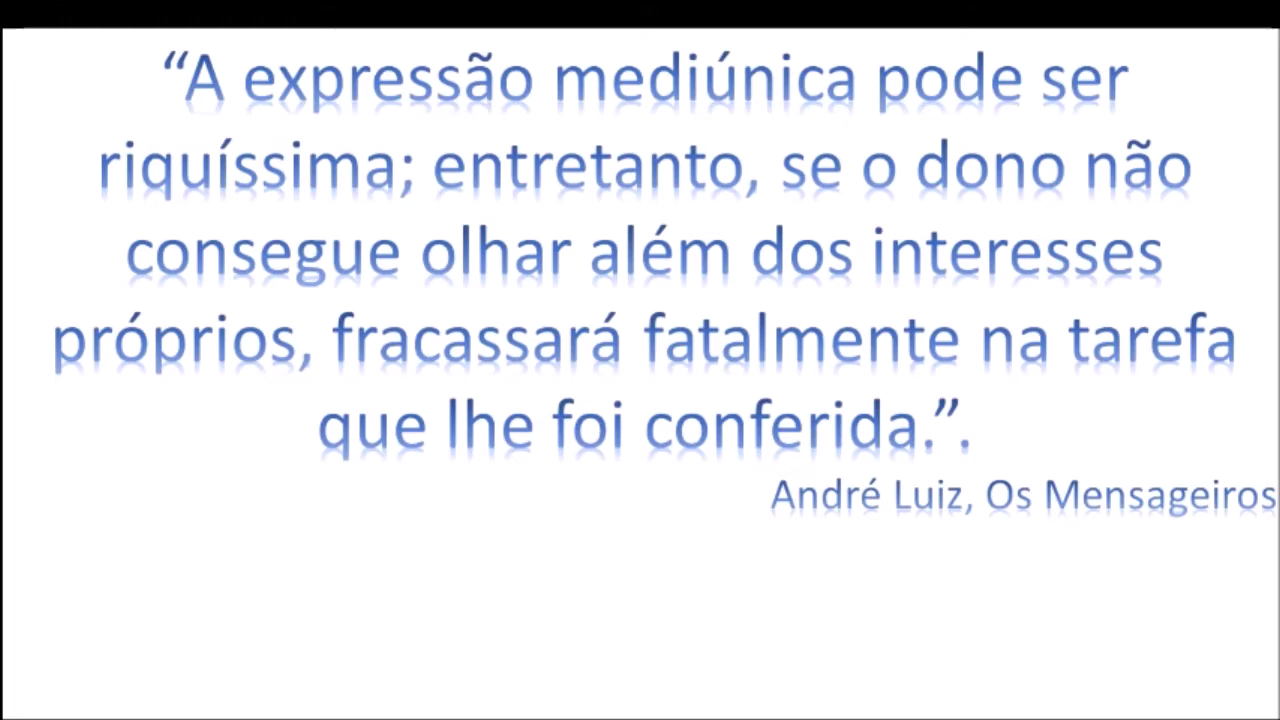 “A expressão mediúnica pode ser
riquíssima; entretanto, se o dono não
consegue olhar além dos interesses
próprios, fracassará fatalmente na tarefa
que lhe foi conferida.”.
André Luiz, Os Mensageiros